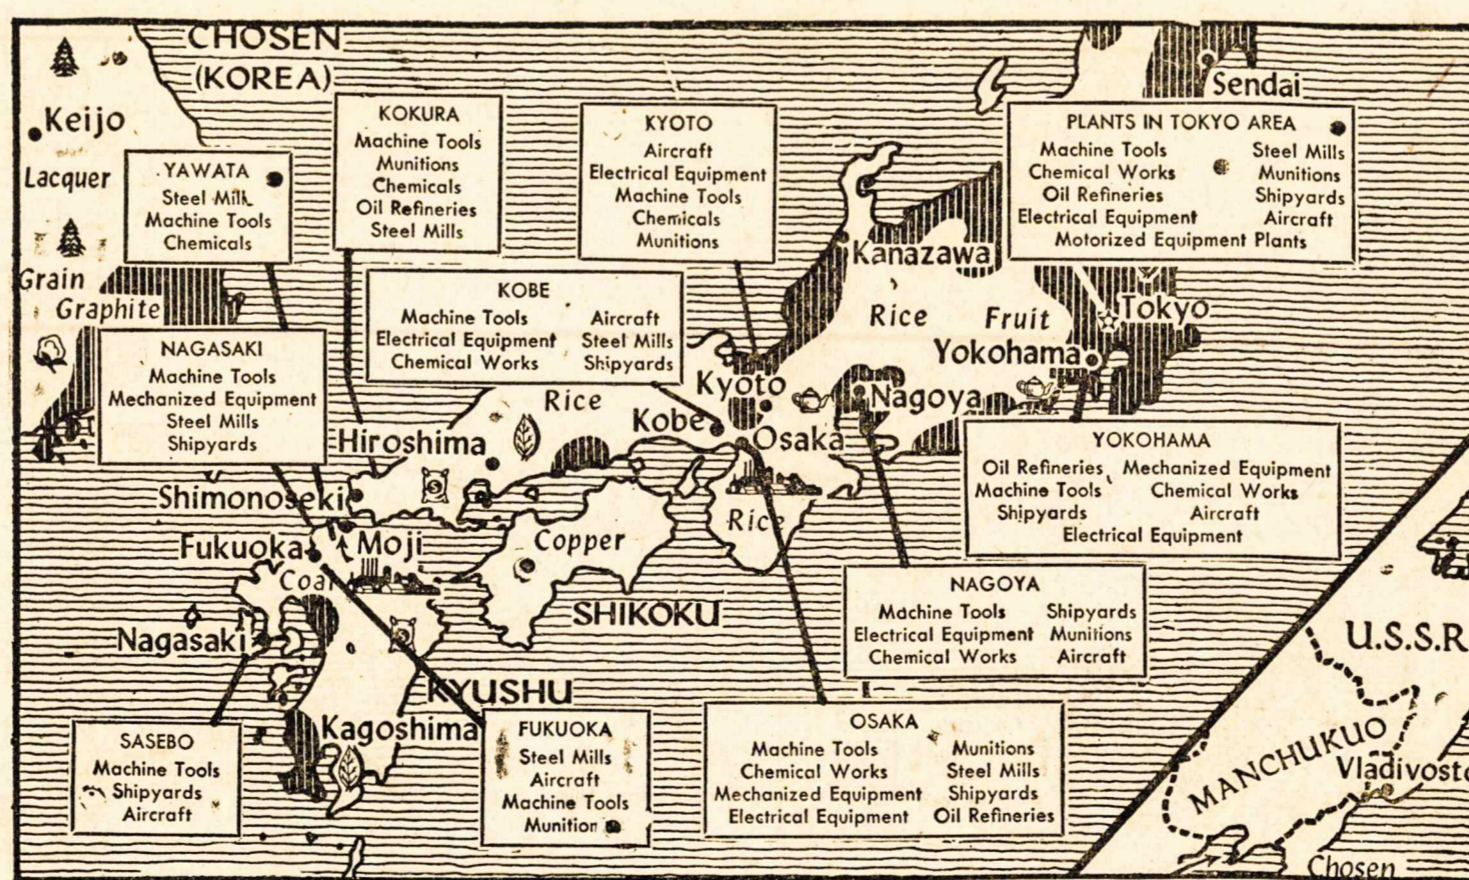 CHOSEN
(KOREA)
Keijo
Lacquer
Grain
Graphite
YAWATA
Steel Mill
Machine Tools
Chemicals
KOKURA
Machine Tools
Munitions
Chemicals
Oil Refineries
Steel Mills
KYOTO
Aircraft
Electrical Equipment
Machine Tools
Chemicals
Munitions
Sendai
PLANTS IN TOKYO AREA
Machine Tools Steel Mills
Chemical Works Munitions
Oil Refineries Shipyards
Electrical Equipment Aircraft
Motorized Equipment Plants
NAGASAKI
Machine Tools
Mechanized Equipment
Steel Mills
Shipyards
KOBE
Machine Tools Aircraft
Electrical Equipment Steel Mills
Chemical Works Shipyards
Kanazawa
Rice Fruit
Tokyo
Yokohama
Kyoto
Nagoya
Rice
Kobe
Osaka
Hiroshima
Shimonoseki
Rice
Fukuoka
Moji
Coal
Copper
SHIKOKU
Nagasaki
KYUSHU
Kagoshima
YOKOHAMA
Oil Refineries Mechanized Equipment
Machine Tools Chemical Works
Shipyards Aircraft
Electrical Equipment
NAGOYA
Machine Tools Shipyards
Electrical Equipment Munitions
Chemical Works Aircraft
SASEBO
Machine Tools
Shipyards
Aircraft
FUKUOKA
Steel Mills
Aircraft
Machine Tools
Munition
OSAKA
Machine Tools Munitions
Chemical Works Steel Mills
Mechanized Equipment Shipyards
Electrical Equipment Oil Refineries
U.S.S.R
MANCHUKUO
Vladivosto
Chosen